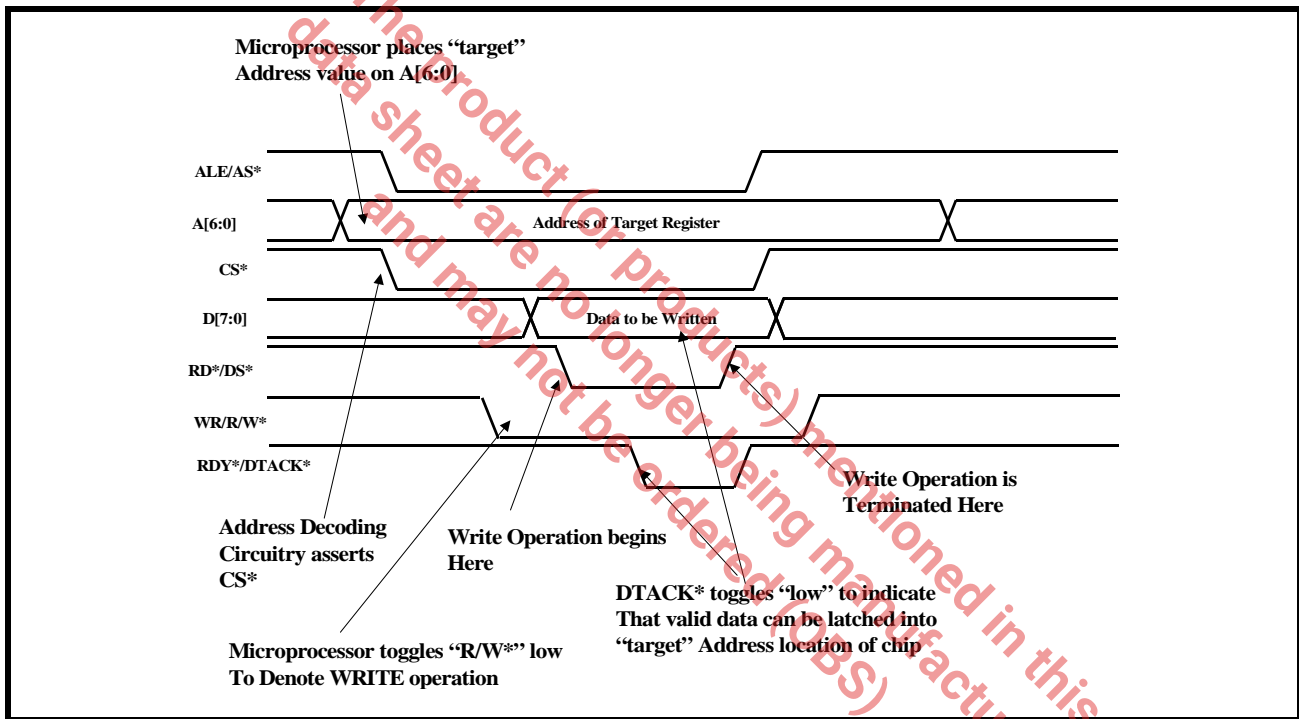 Microprocessor places “target”
Address value on A[6:0]
ALE/AS*
A[6:0]
Address of Target Register
CS*
D[7:0]
Data to be Written
RD*/DS*
WR/R/W*
RDY*/DTACK*
Write Operation is
Terminated Here
Address Decoding
Circuitry asserts
CS*
Write Operation begins
Here
DTACK* toggles “low” to indicate
That valid data can be latched into
“target” Address location of chip
Microprocessor toggles “R/W*” low
To Denote WRITE operation
The product (or products) mentioned in this
data sheet are no longer being manufactu
and may not be ordered (OBS)